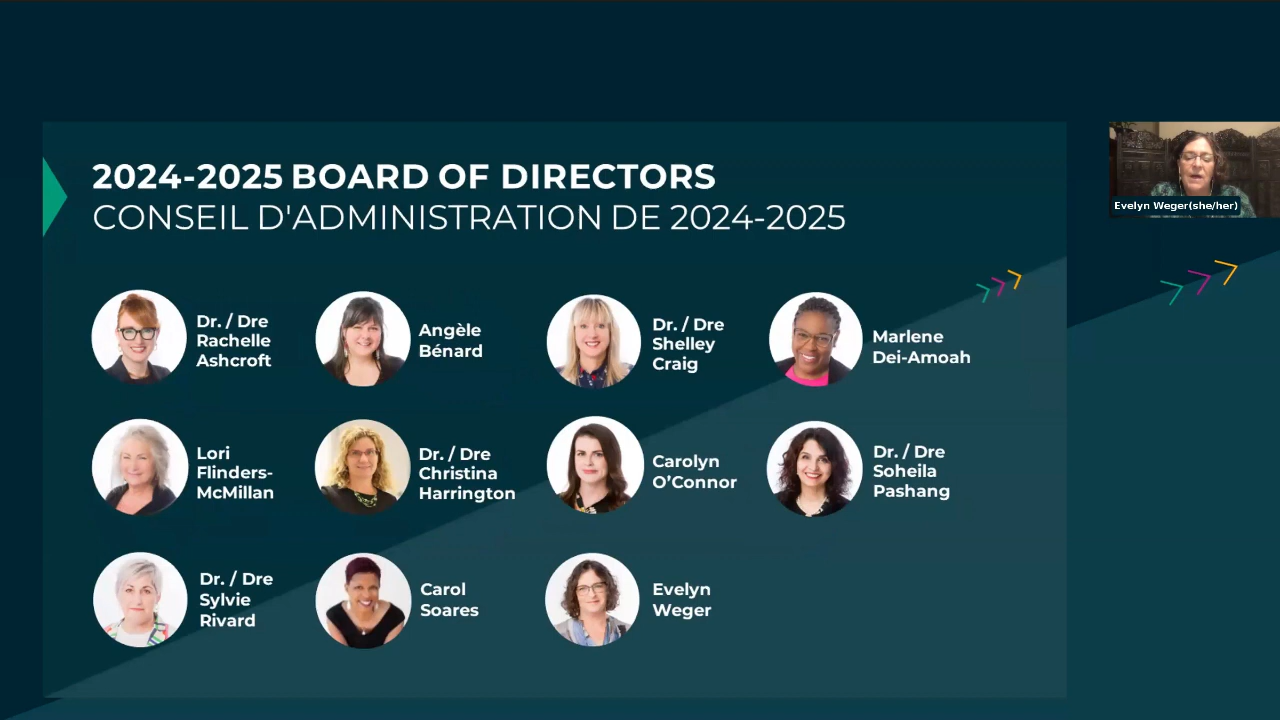 2024-2025 BOARD OF DIRECTORS
CONSEIL D'ADMINISTRATION DE 2024-2025
Evelyn Weger(she/her)
Dr. / Dre
Rachelle
Ashcroft
Angèle
Bénard
Dr. / Dre
Shelley
Craig
Marlene
Dei-Amoah
Lori
Flinders-
McMillan
Dr. / Dre
Christina
Harrington
Carolyn
O’Connor
Dr. / Dre
Soheila
Pashang
Dr. / Dre
Sylvie
Rivard
Carol
Soares
Evelyn
Weger